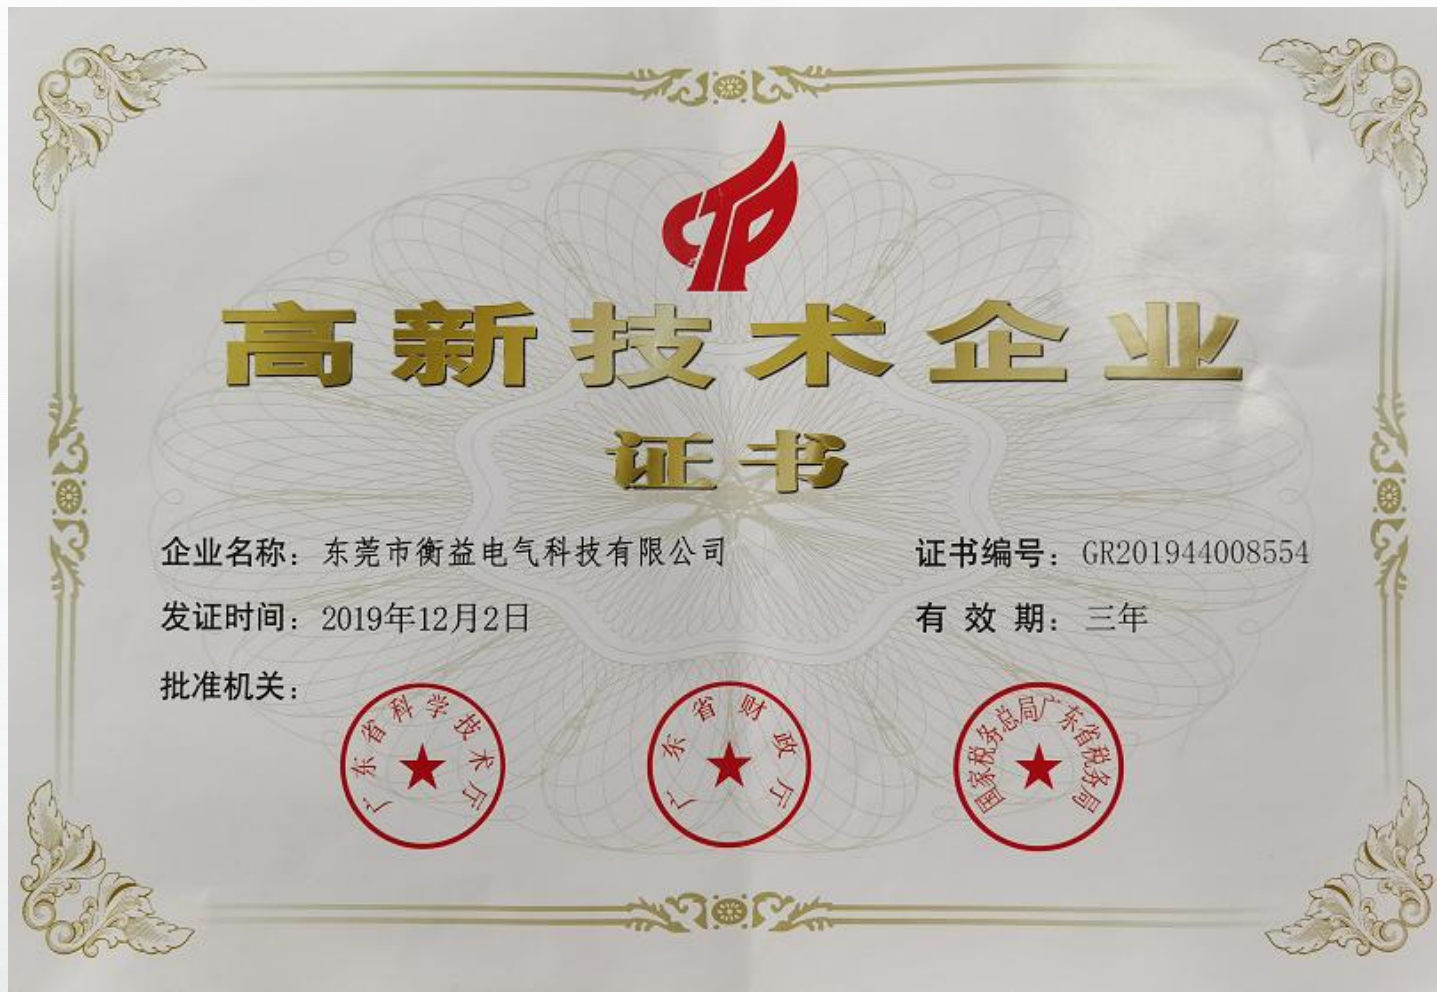 高新技术企业
证书
企业名称：东莞市衡益电气科技有限公司 证书编号：GR201944008554
发证时间：2019年12月2日 有效期：三年
批准机关：
广东省科学技术厅
广东省财政厅
国家税务总局广东省税务局